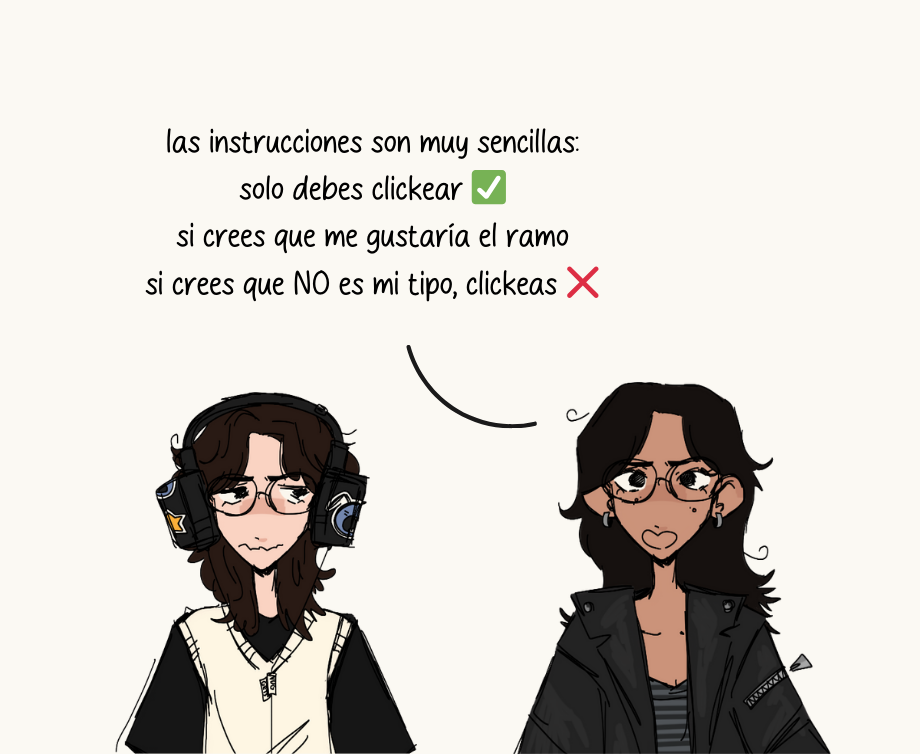 las instrucciones son muy sencillas:
solo debes clickear ✅
si crees que me gustaría el ramo
si crees que NO es mi tipo, clickeas ❌